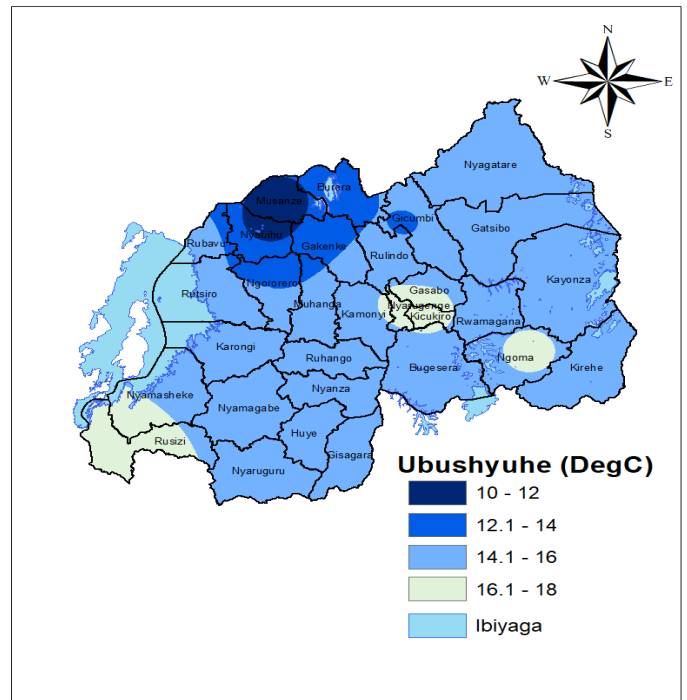 N
W E
S
Nyagatare
Burera
Musanze
Gicumbi
Gatsibo
Nyabihu
Gakenke
Rubavu
Rulindo
Kayonza
Ngororero
Gasabo
Rutsiro
Muhanga
Nyarugenge
Kamonyi
Kicukiro
Rwamagana
Karongi
Ruhango
Bugesera
Ngoma
Kirehe
Nyanza
Nyamasheke
Nyamagabe
Huye
Rusizi
Gisagara
Nyaruguru
Ubushyuhe (DegC)
10 - 12
12.1 - 14
14.1 - 16
16.1 - 18
Ibiyaga